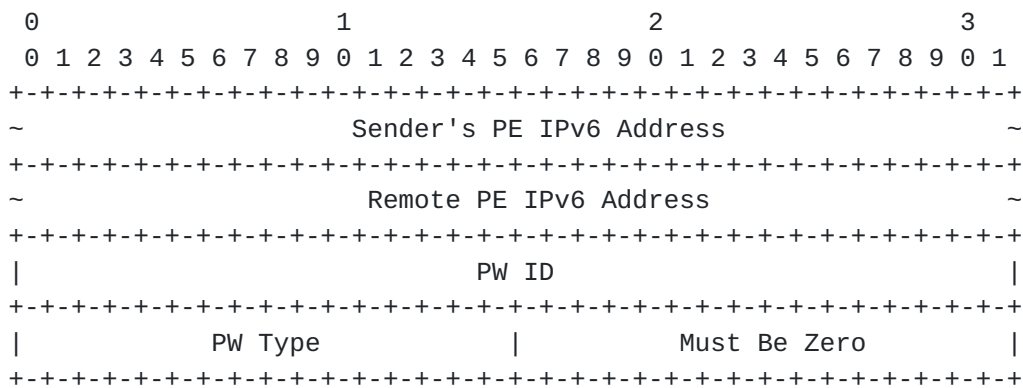 0                   1                   2                   3
 0 1 2 3 4 5 6 7 8 9 0 1 2 3 4 5 6 7 8 9 0 1 2 3 4 5 6 7 8 9 0 1
+-+-+-+-+-+-+-+-+-+-+-+-+-+-+-+-+-+-+-+-+-+-+-+-+-+-+-+-+-+-+-+-+
~                     Sender's PE IPv6 Address                  ~
+-+-+-+-+-+-+-+-+-+-+-+-+-+-+-+-+-+-+-+-+-+-+-+-+-+-+-+-+-+-+-+-+
~                      Remote PE IPv6 Address                   ~
+-+-+-+-+-+-+-+-+-+-+-+-+-+-+-+-+-+-+-+-+-+-+-+-+-+-+-+-+-+-+-+-+
|                             PW ID                             |
+-+-+-+-+-+-+-+-+-+-+-+-+-+-+-+-+-+-+-+-+-+-+-+-+-+-+-+-+-+-+-+-+
|            PW Type            |          Must Be Zero         |
+-+-+-+-+-+-+-+-+-+-+-+-+-+-+-+-+-+-+-+-+-+-+-+-+-+-+-+-+-+-+-+-+